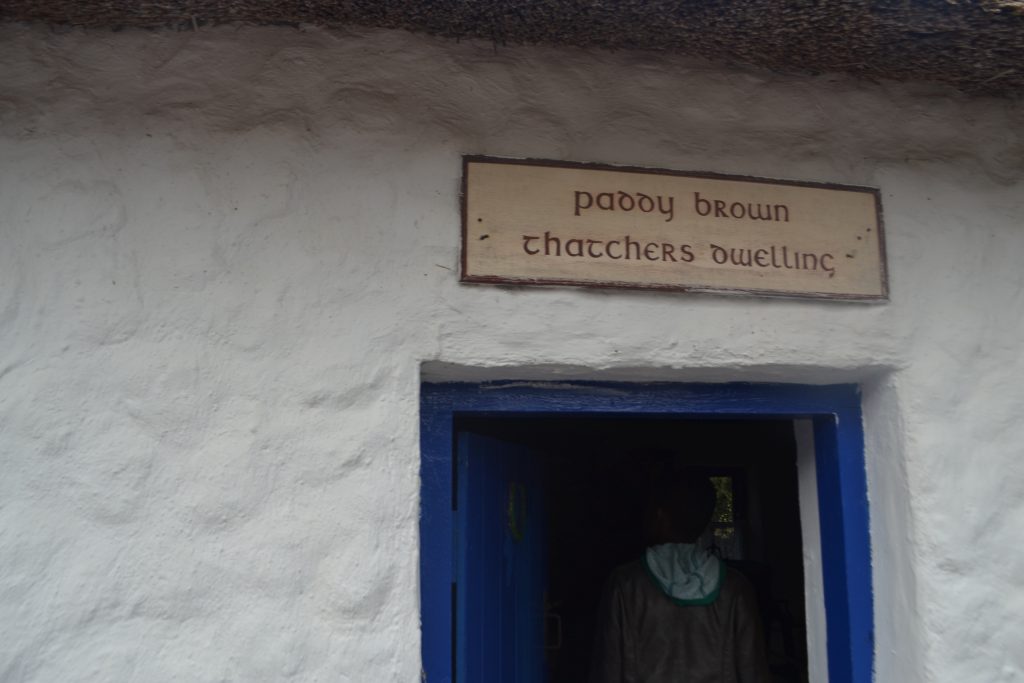 paddy brown
thatchers dwelling